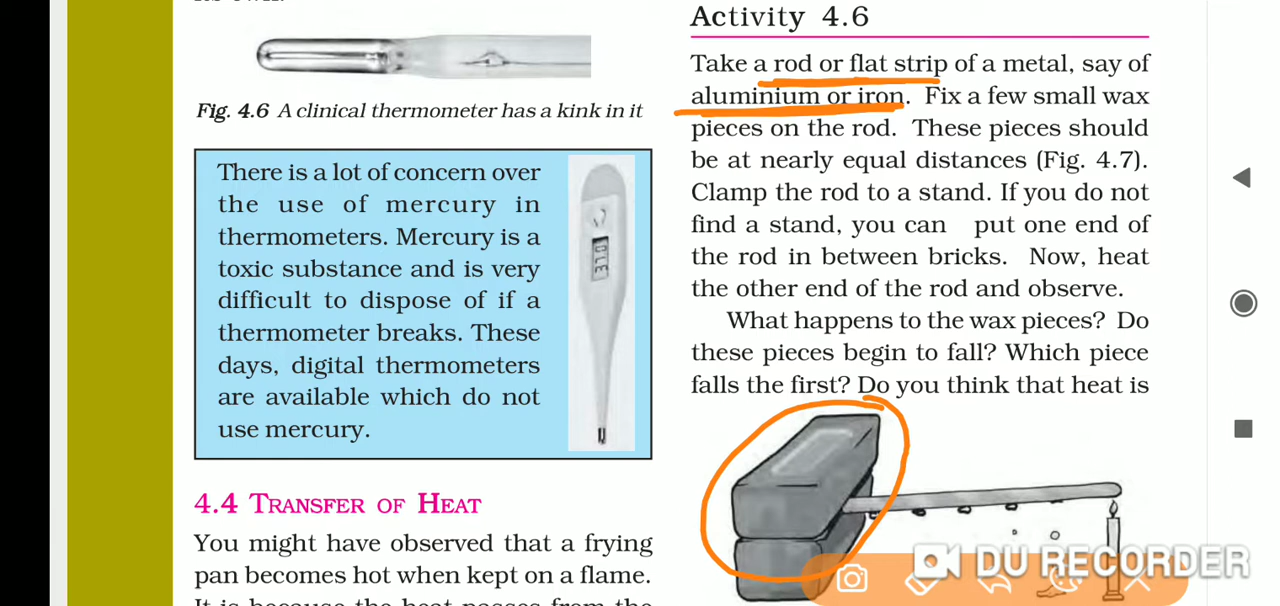 Fig. 4.6 A clinical thermometer has a kink in it
There is a lot of concern over
the use of mercury in
thermometers. Mercury is a
toxic substance and is very
difficult to dispose of if a
thermometer breaks. These
days, digital thermometers
are available which do not
use mercury.
4.4 TRANSFER OF HEAT
You might have observed that a frying
pan becomes hot when kept on a flame.
It is because the heat passes from the
Activity 4.6
Take a rod or flat strip of a metal, say of
aluminium or iron. Fix a few small wax
pieces on the rod. These pieces should
be at nearly equal distances (Fig. 4.7).
Clamp the rod to a stand. If you do not
find a stand, you can put one end of
the rod in between bricks. Now, heat
the other end of the rod and observe.
What happens to the wax pieces? Do
these pieces begin to fall? Which piece
falls the first? Do you think that heat is
DU RECORDER